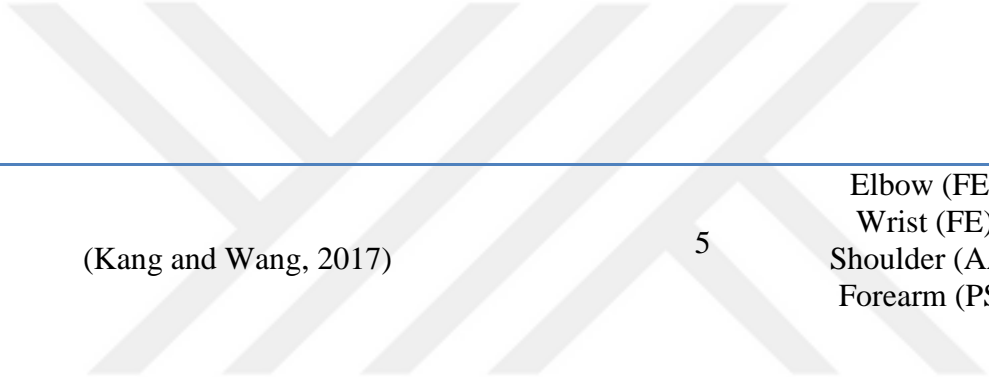 Elbow (FE
Wrist (FE)
(Kang and Wang, 2017) 5 Shoulder (A
Forearm (PS